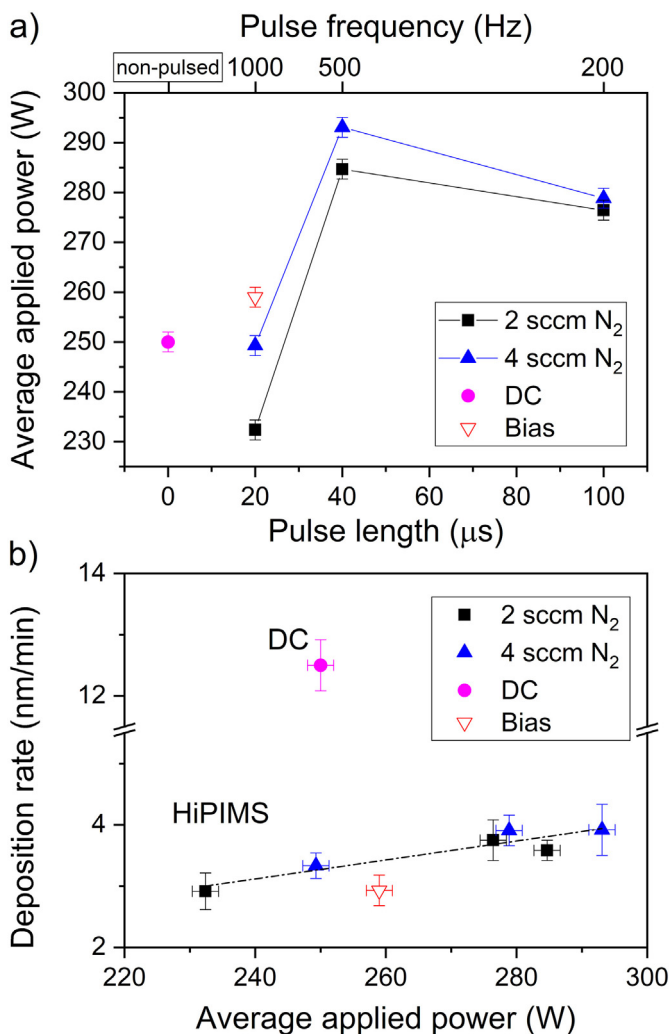 a)
Pulse frequency (Hz)
non-pulsed 1000 500 200
Average applied power (W)
300
290
280
270
260
250
240
230
2 sccm N₂
4 sccm N₂
DC
Bias
0 20 40 60 80 100
Pulse length (μs)
b)
Deposition rate (nm/min)
14
12
4
2
DC
HiPIMS
2 sccm N₂
4 sccm N₂
DC
Bias
220 240 260 280 300
Average applied power (W)